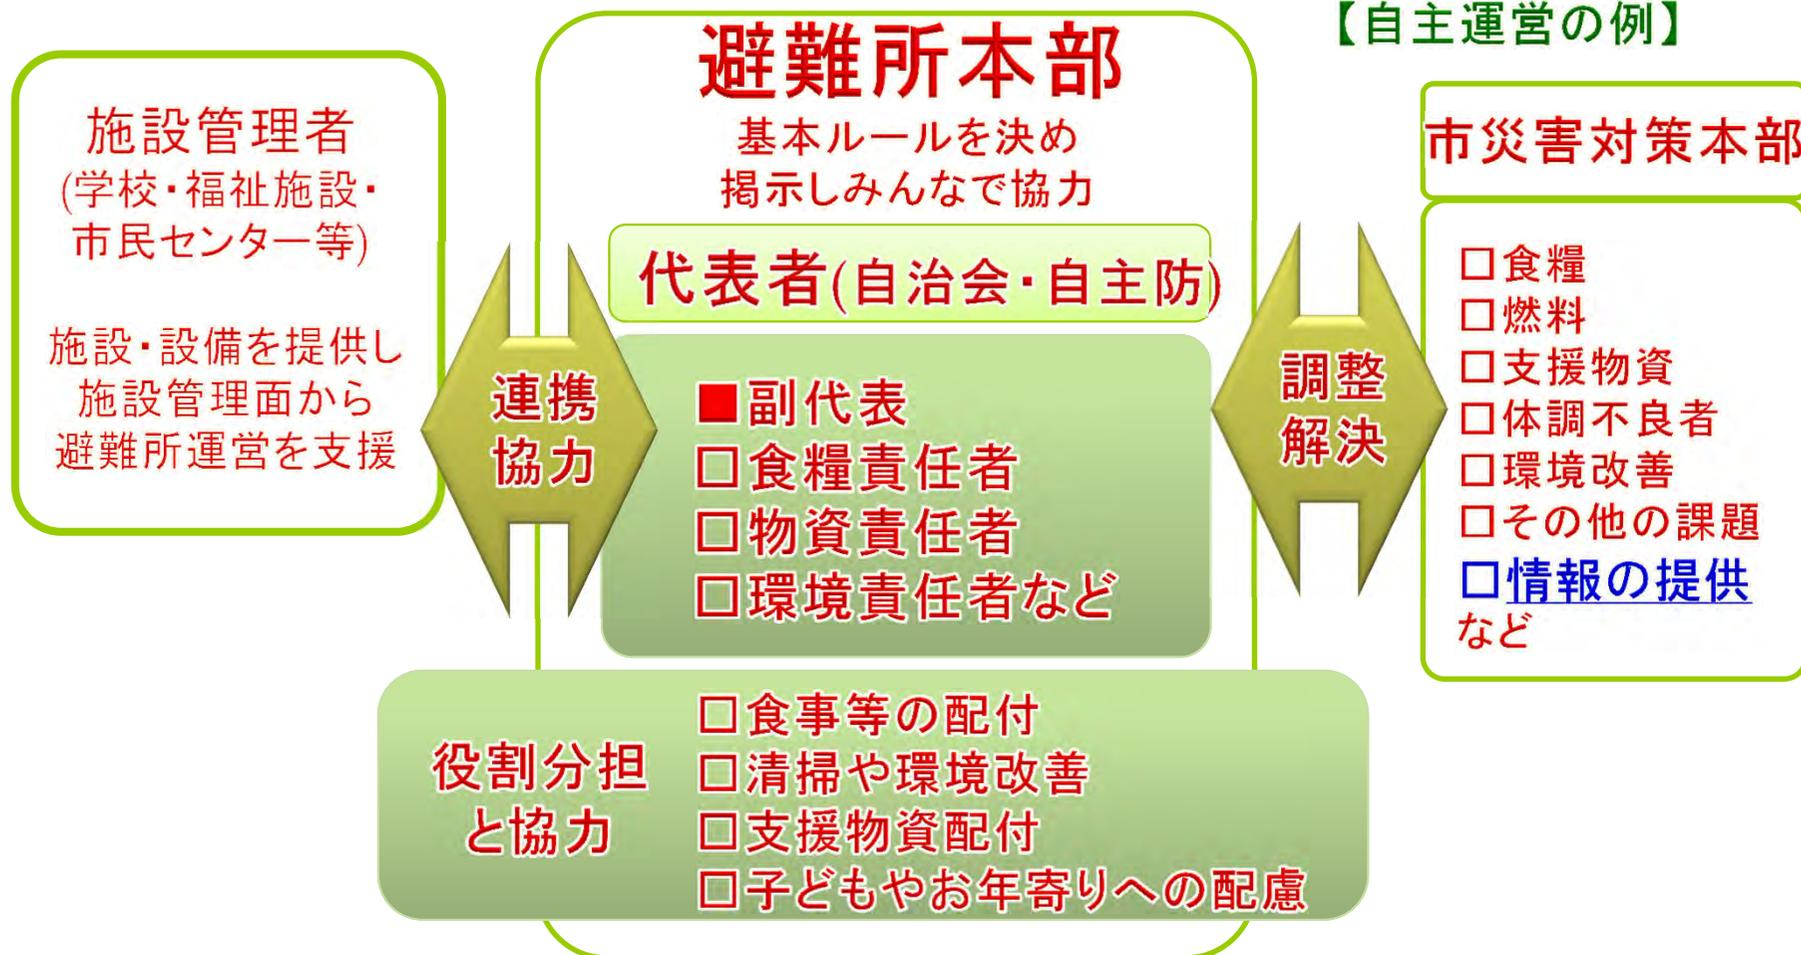 【自主運営の例】
施設管理者
(学校・福祉施設・
市民センター等)
施設・設備を提供し
施設管理面から
避難所運営を支援
連携
協力
避難所本部
基本ルールを決め
掲示しみんなで協力
代表者(自治会・自主防)
■副代表
□食糧責任者
□物資責任者
□環境責任者など
役割分担
と協力
□食事等の配付
□清掃や環境改善
□支援物資配付
□子どもやお年寄りへの配慮
調整
解決
市災害対策本部
□食糧
□燃料
□支援物資
□体調不良者
□環境改善
□その他の課題
□情報の提供
など